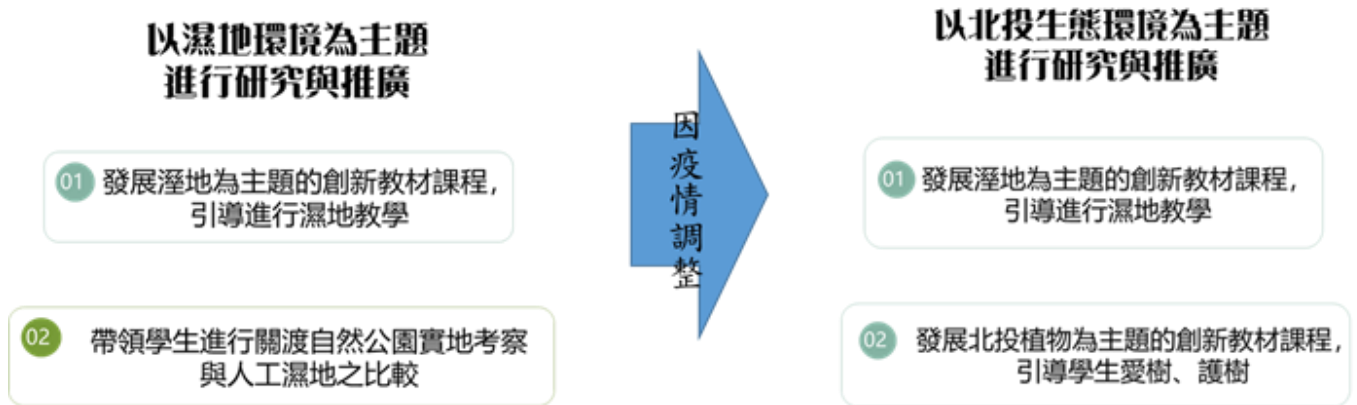 以濕地環境為主題
進行研究與推廣
01 發展溼地為主題的創新教材課程，
引導進行濕地教學
02 帶領學生進行關渡自然公園實地考察
與人工濕地之比較
因疫情調整
以北投生態環境為主題
進行研究與推廣
01 發展溼地為主題的創新教材課程，
引導進行濕地教學
02 發展北投植物為主題的創新教材課程，
引導學生愛樹、護樹